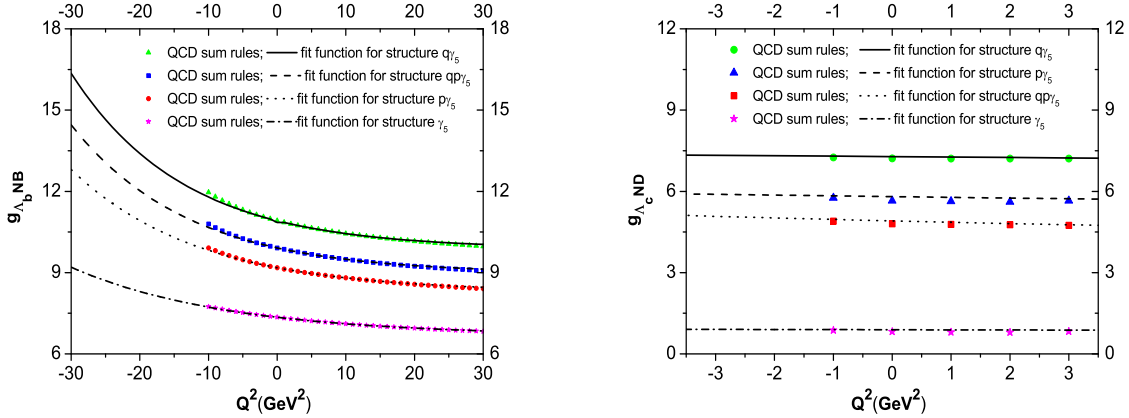 -30 -20 -10 0 10 20 30
18 18
QCD sum rules; fit function for structure qγ5
QCD sum rules; fit function for structure qpγ5
QCD sum rules; fit function for structure pγ5
QCD sum rules; fit function for structure γ5
15 15
12 12
9 9
6 6
gΛbNB
-30 -20 -10 0 10 20 30
Q2(GeV2)
-3 -2 -1 0 1 2 3
12 12
QCD sum rules; fit function for structure qγ5
QCD sum rules; fit function for structure pγ5
QCD sum rules; fit function for structure qpγ5
QCD sum rules; fit function for structure γ5
9 9
6 6
3 3
0 0
gΛcND
-3 -2 -1 0 1 2 3
Q2(GeV2)